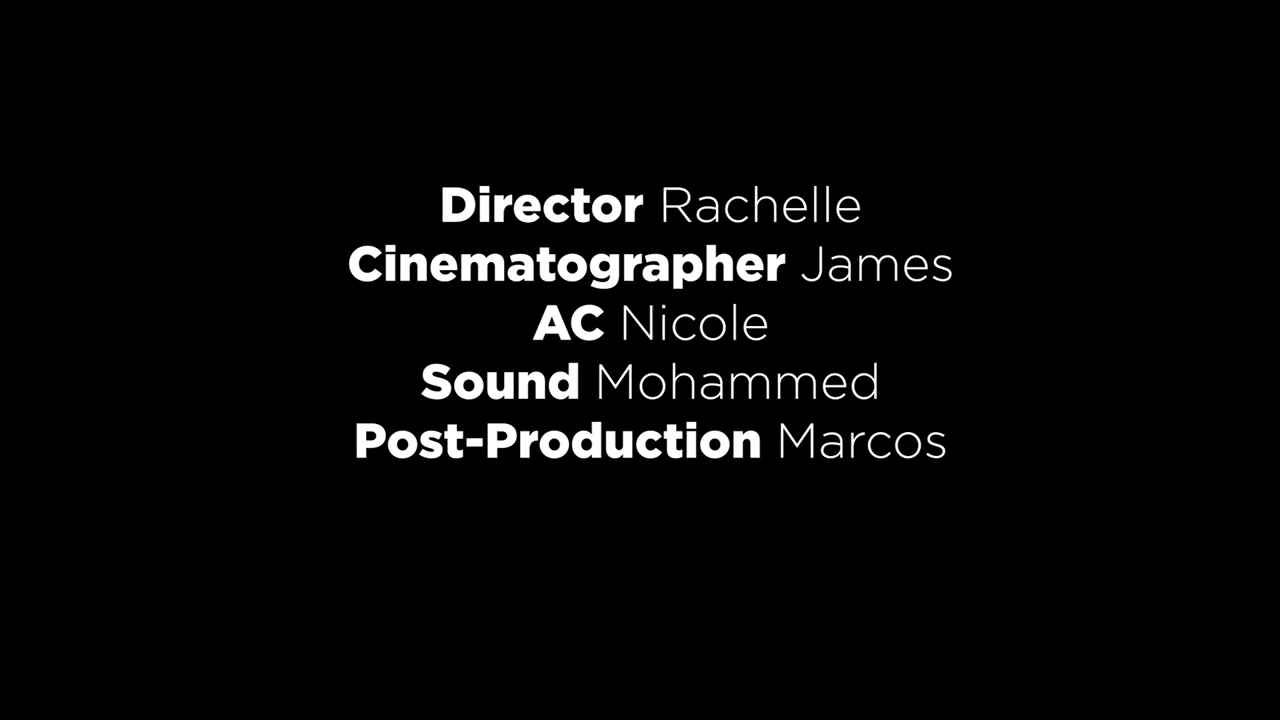 Director Rachelle
Cinematographer James
AC Nicole
Sound Mohammed
Post-Production Marcos